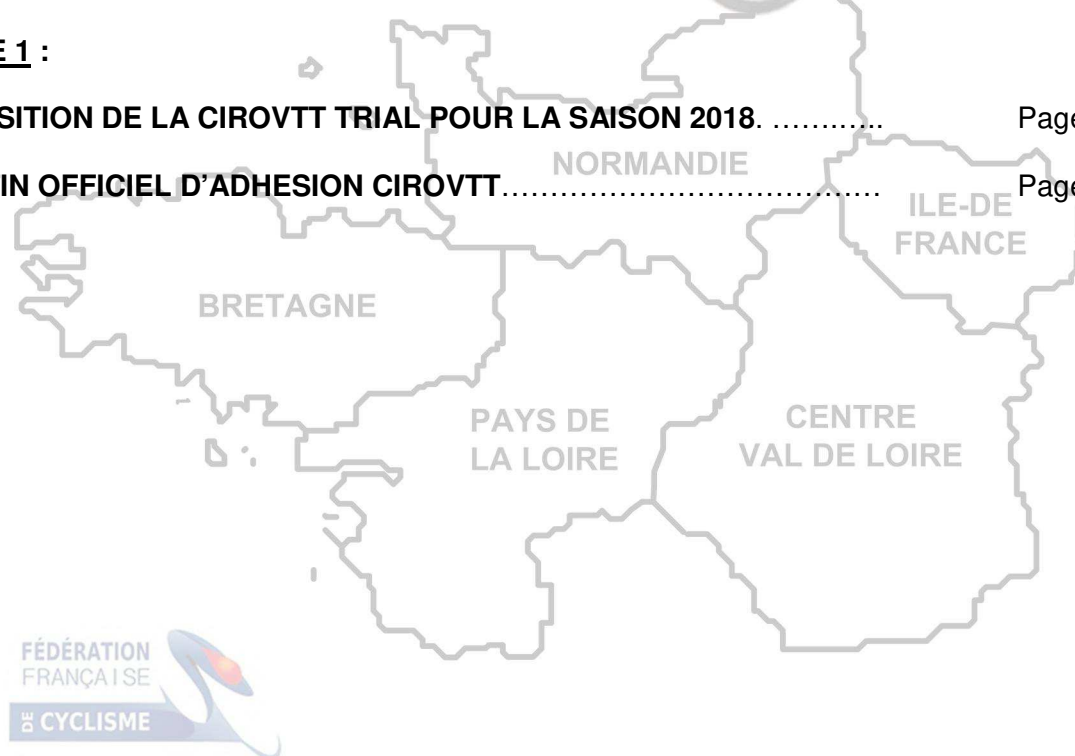 E 1 :
SITION DE LA CIROVTT TRIAL POUR LA SAISON 2018. ………... Page
IN OFFICIEL D’ADHESION CIROVTT………………………………… Page
NORMANDIE
ILE-DE
FRANCE
BRETAGNE
PAYS DE
LA LOIRE
CENTRE
VAL DE LOIRE
FÉDÉRATION
FRANÇAISE
DE CYCLISME